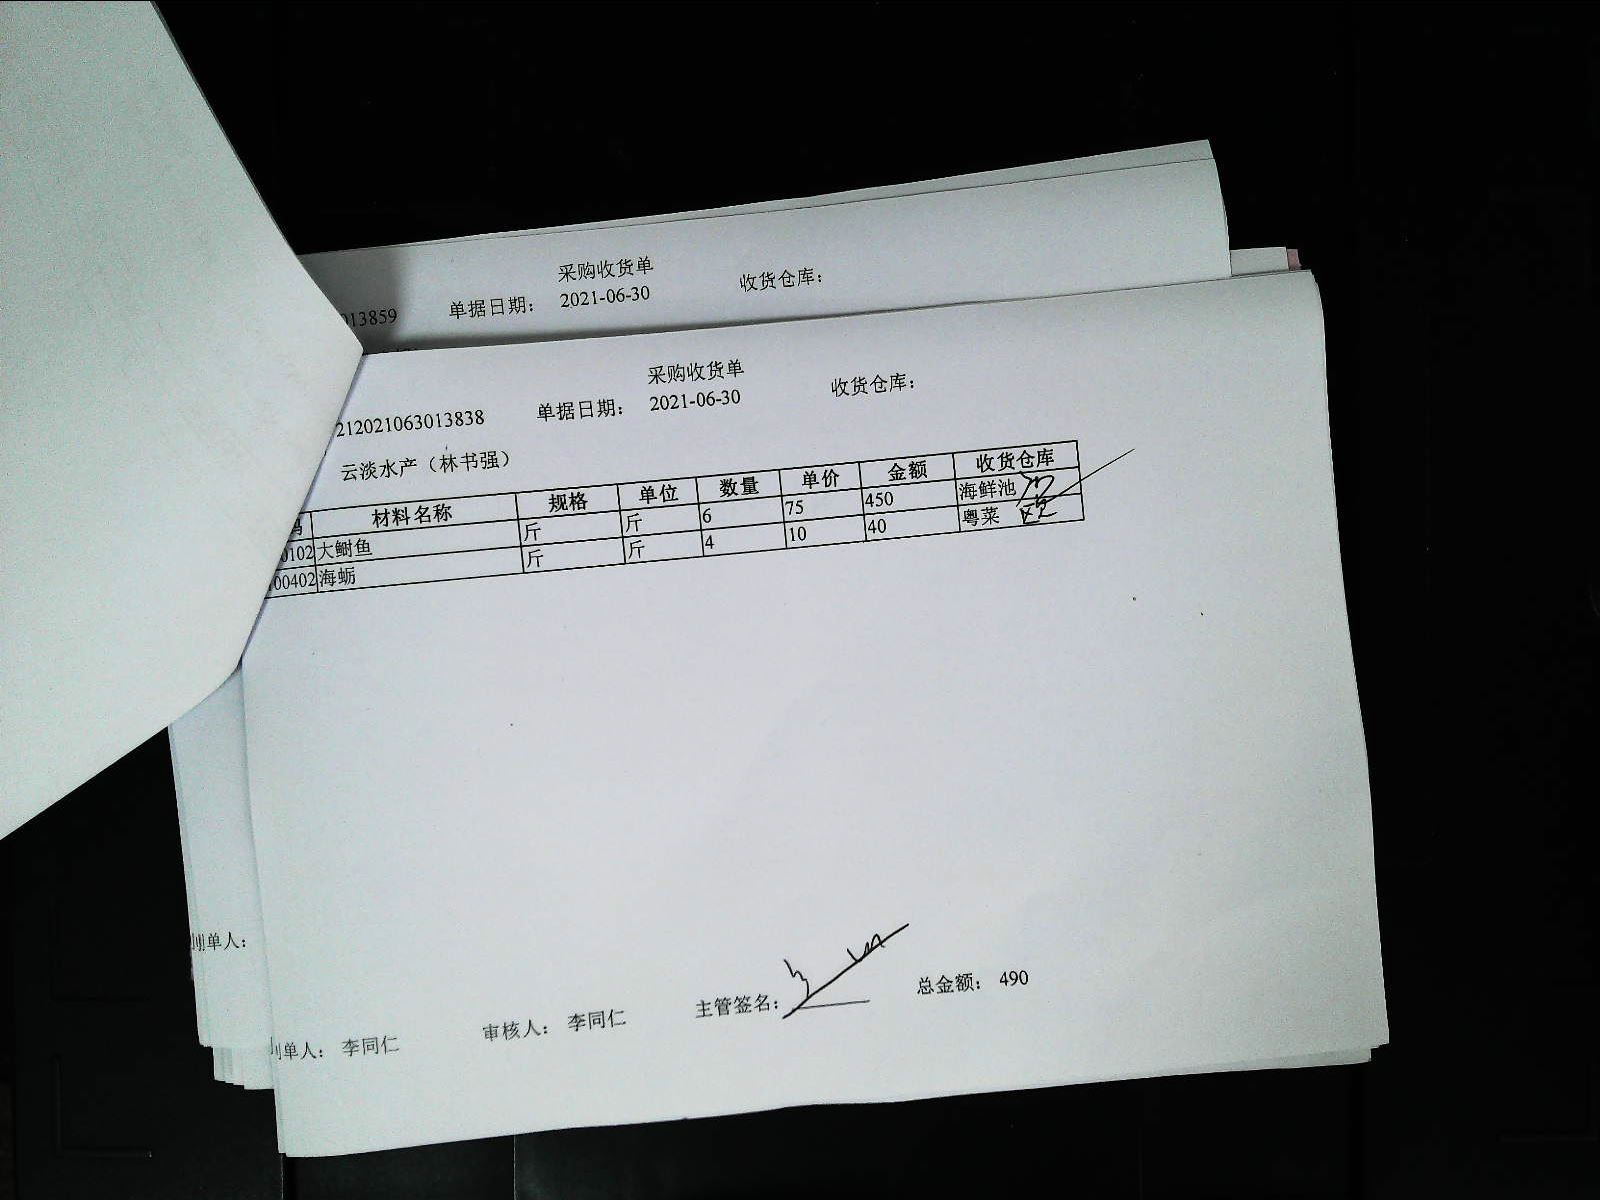 采购收货单
013859 单据日期: 2021-06-30 收货仓库:
采购收货单
212021063013838 单据日期: 2021-06-30 收货仓库:
云淡水产（林书强）
码 材料名称 规格 单位 数量 单价 金额 收货仓库
0102 大鲥鱼 斤 斤 6 75 450 海鲜池
00402 海蛎 斤 斤 4 10 40 粤菜
制单人:
制单人: 李同仁 审核人: 李同仁 主管签名: 总金额: 490